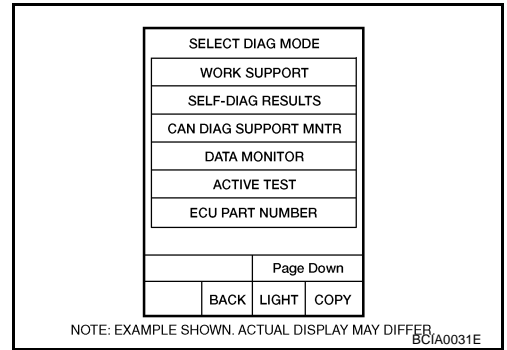 SELECT DIAG MODE
WORK SUPPORT
SELF-DIAG RESULTS
CAN DIAG SUPPORT MNTR
DATA MONITOR
ACTIVE TEST
ECU PART NUMBER
Page Down
BACK LIGHT COPY
NOTE: EXAMPLE SHOWN. ACTUAL DISPLAY MAY DIFFER.
BCIA0031E